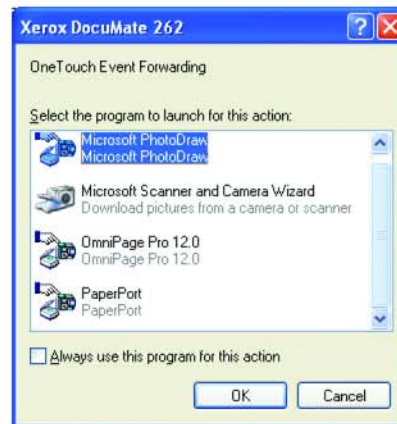 Xerox DocuMate 262
OneTouch Event Forwarding
Select the program to launch for this action:
Microsoft PhotoDraw
Microsoft PhotoDraw
Microsoft Scanner and Camera Wizard
Download pictures from a camera or scanner
OmniPage Pro 12.0
OmniPage Pro 12.0
PaperPort
PaperPort
Always use this program for this action
OK Cancel